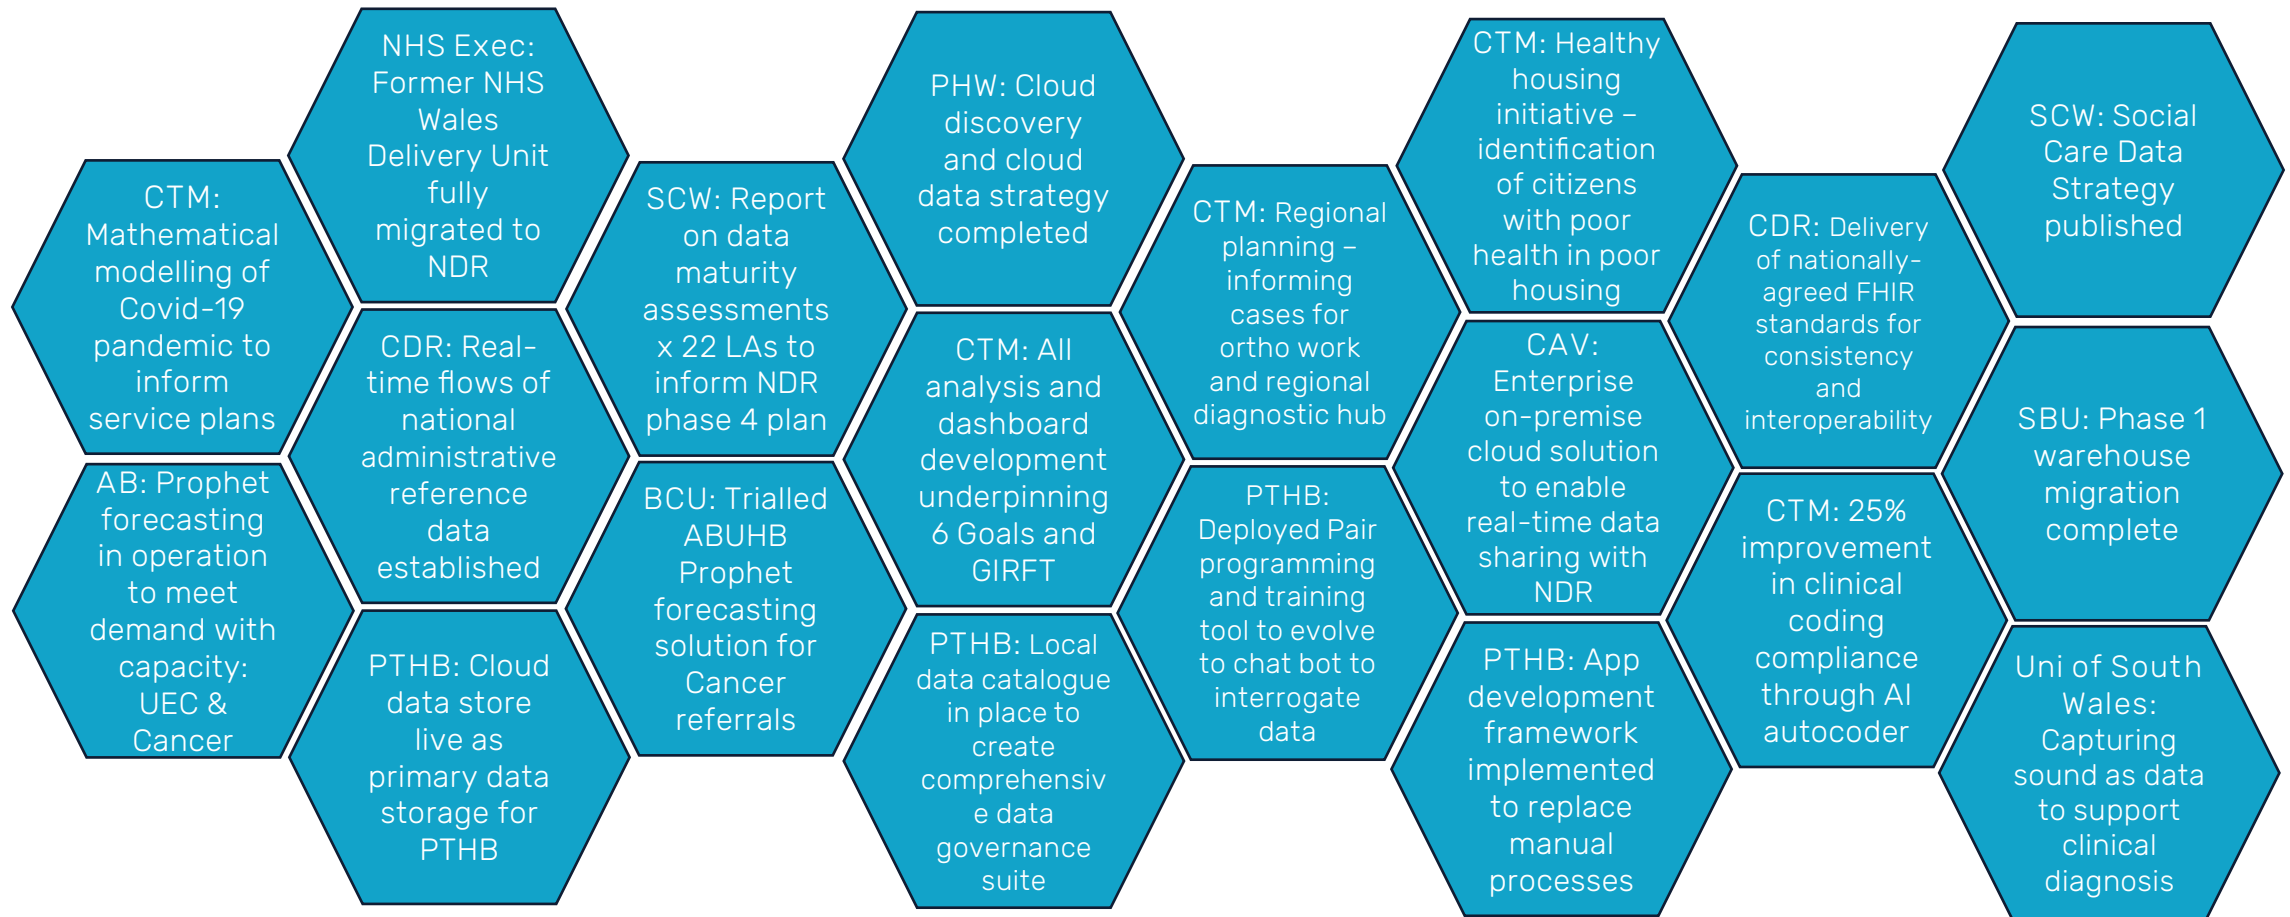 CTM:
Mathematical
modelling of
Covid-19
pandemic to
inform
service plans
AB: Prophet
forecasting
in operation
to meet
demand with
capacity:
UEC &
Cancer
NHS Exec:
Former NHS
Wales
Delivery Unit
fully
migrated to
NDR
CDR: Real-
time flows of
national
administrative
reference
data
established
PTHB: Cloud
data store
live as
primary data
storage for
PTHB
SCW: Report
on data
maturity
assessments
x 22 LAs to
inform NDR
phase 4 plan
BCU: Trialled
ABUHB
Prophet
forecasting
solution for
Cancer
referrals
PHW: Cloud
discovery
and cloud
data strategy
completed
CTM: All
analysis and
dashboard
development
underpinning
6 Goals and
GIRFT
PTHB: Local
data catalogue
in place to
create
comprehensiv
e data
governance
suite
CTM: Regional
planning –
informing
cases for
ortho work
and regional
diagnostic hub
PTHB:
Deployed Pair
programming
and training
tool to evolve
to chat bot to
interrogate
data
CTM: Healthy
housing
initiative –
identification
of citizens
with poor
health in poor
housing
CAV:
Enterprise
on-premise
cloud solution
to enable
real-time data
sharing with
NDR
PTHB: App
development
framework
implemented
to replace
manual
processes
CDR: Delivery
of nationally-
agreed FHIR
standards for
consistency
and
interoperability
CTM: 25%
improvement
in clinical
coding
compliance
through AI
autocoder
SCW: Social
Care Data
Strategy
published
SBU: Phase 1
warehouse
migration
complete
Uni of South
Wales:
Capturing
sound as data
to support
clinical
diagnosis